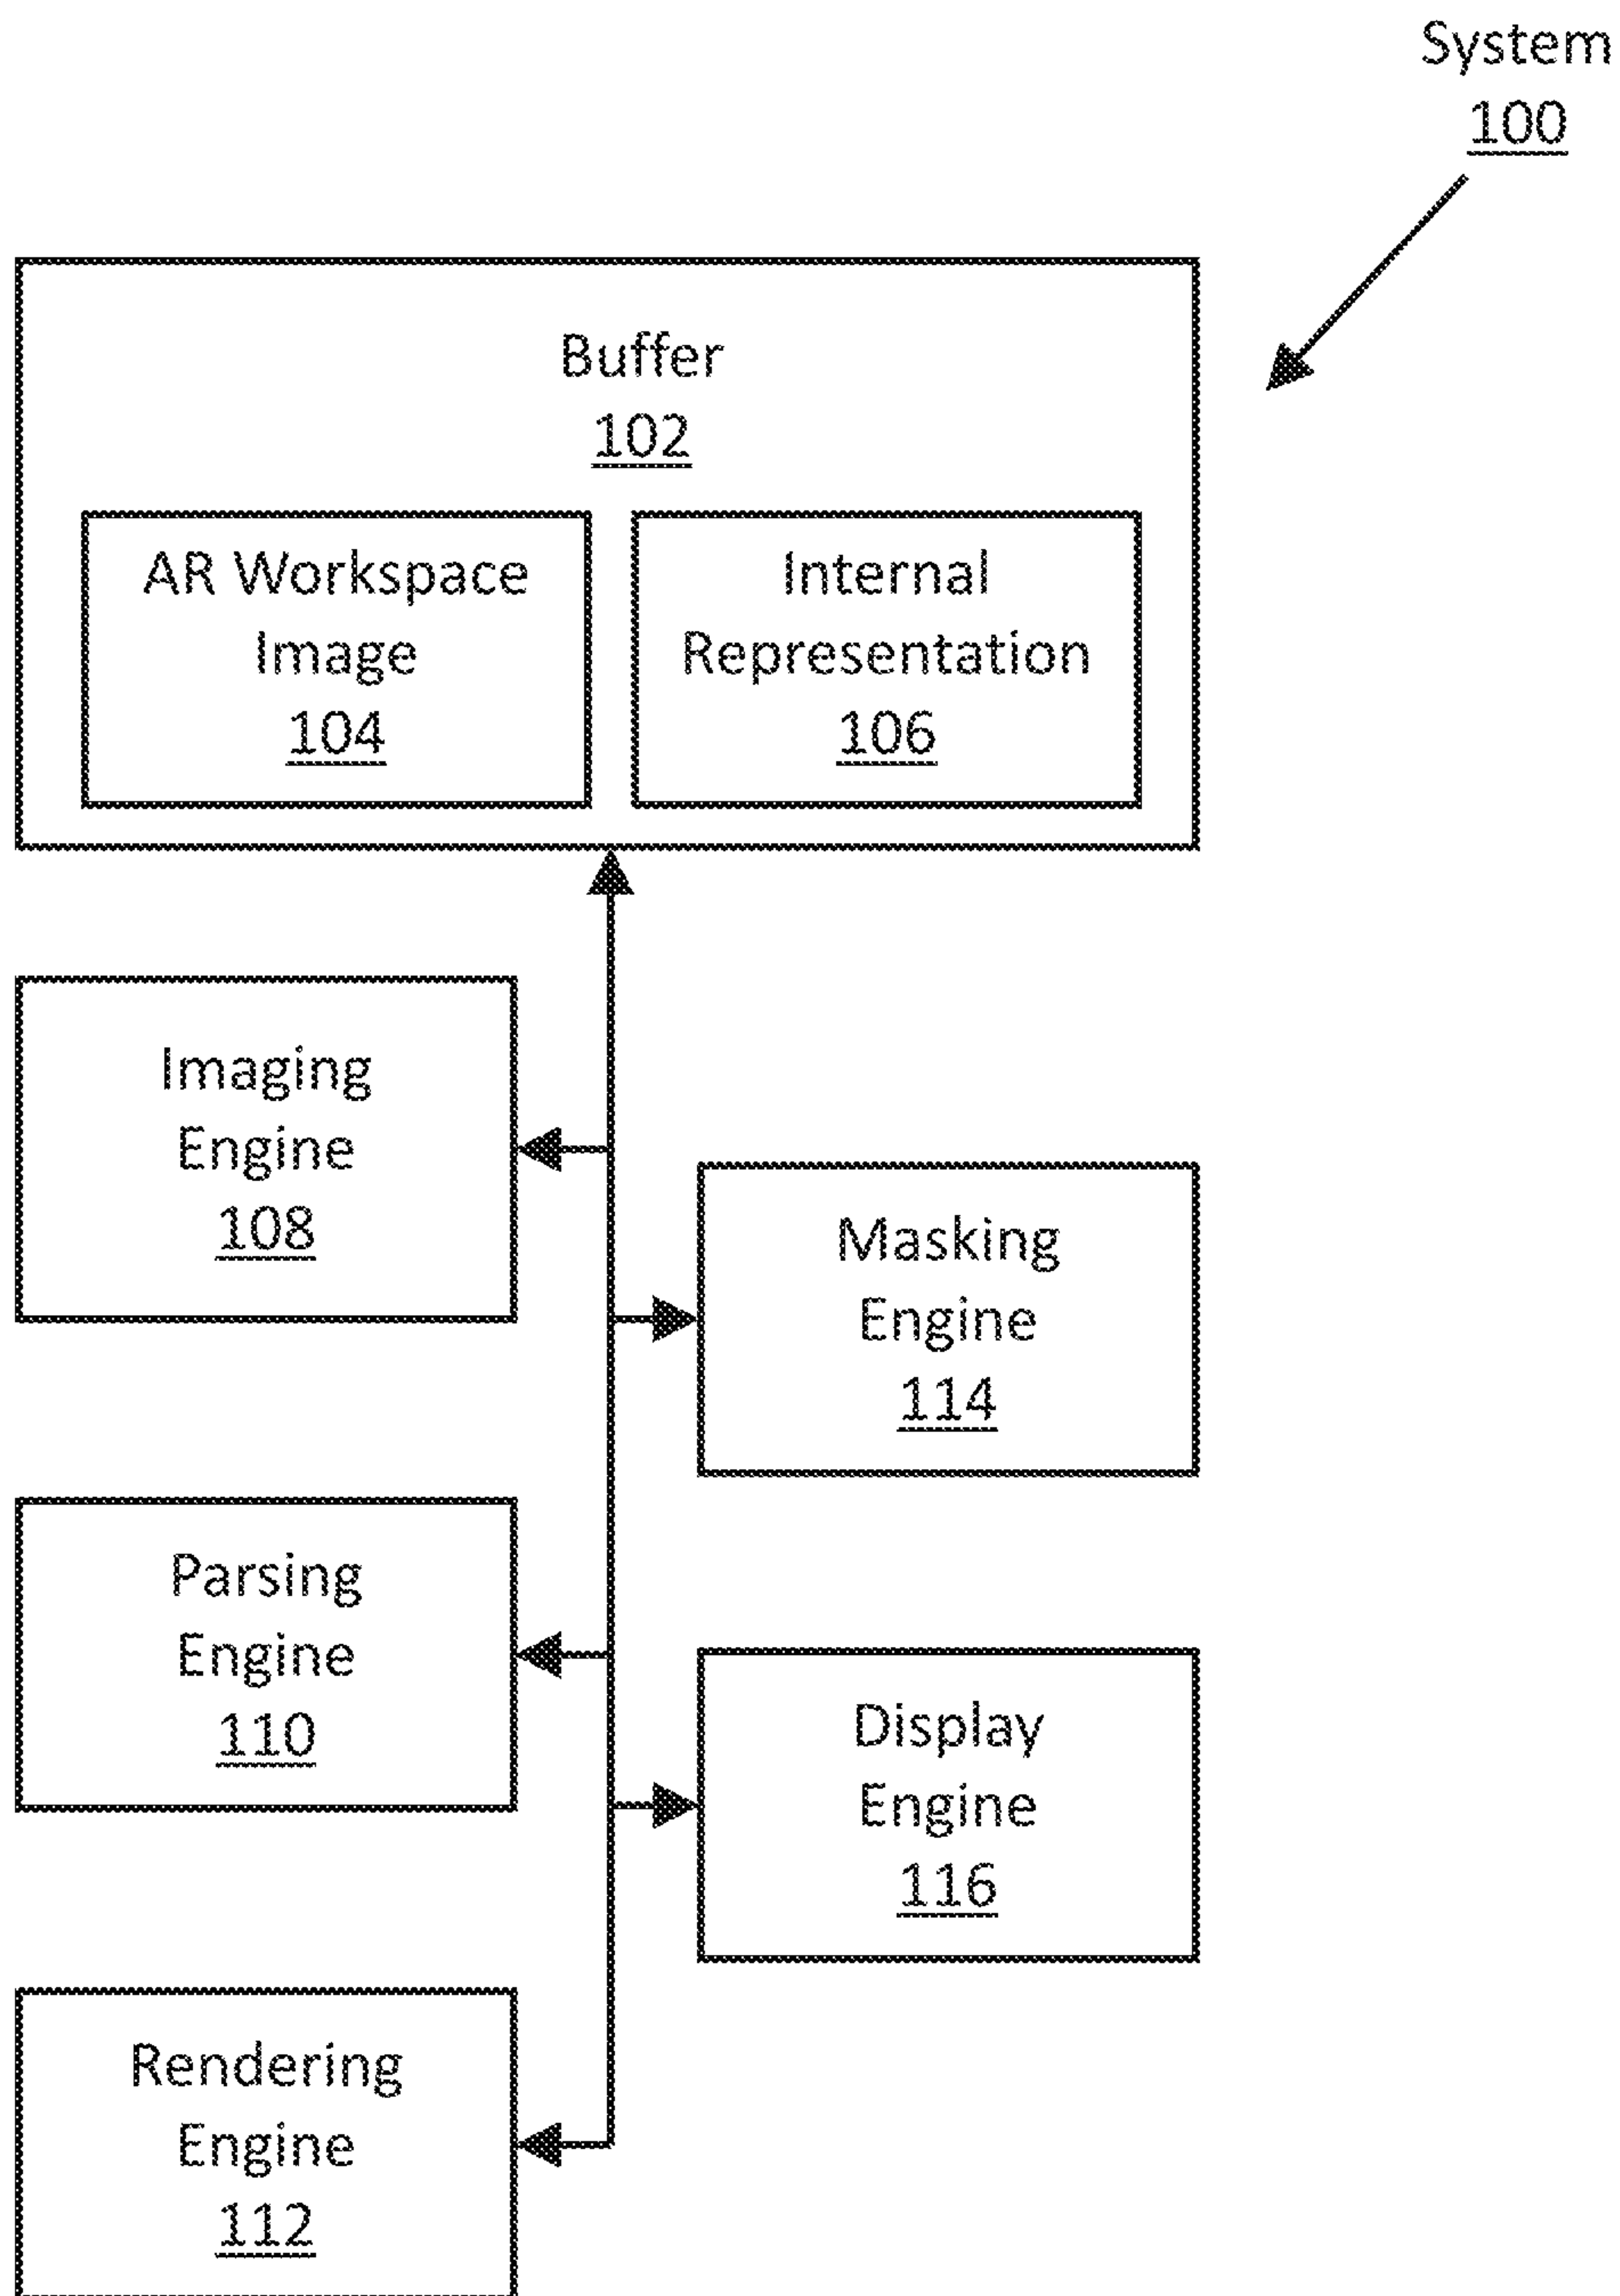 System
100
Buffer
102
AR Workspace
Image
104
Internal
Representation
106
Imaging
Engine
108
Masking
Engine
114
Parsing
Engine
110
Display
Engine
116
Rendering
Engine
112